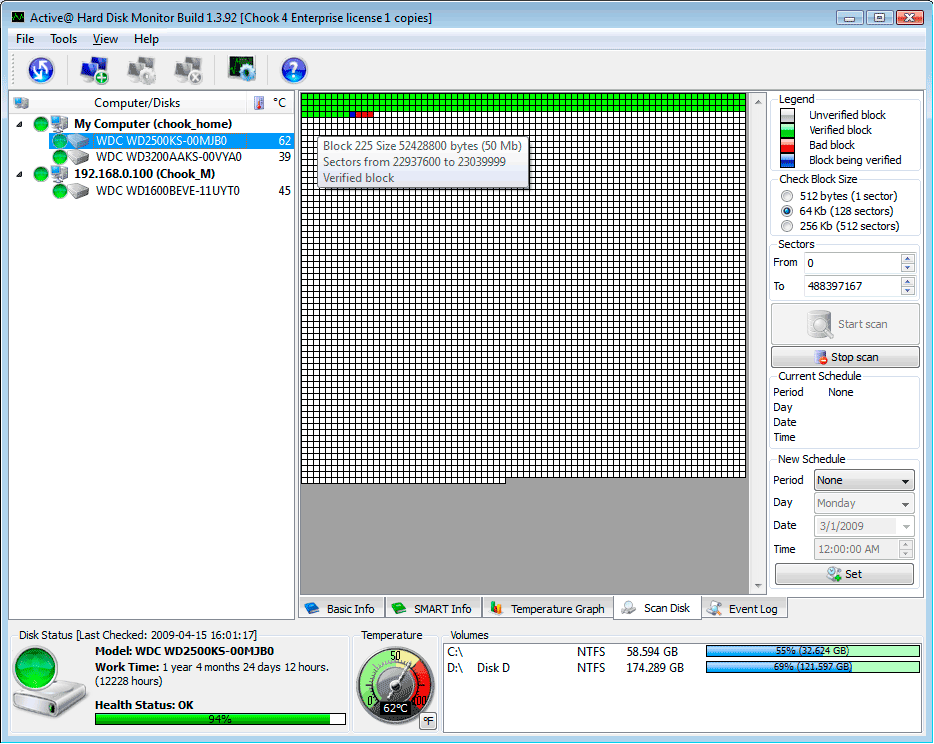 Active@ Hard Disk Monitor Build 1.3.92 [Chook 4 Enterprise license 1 copies]
File Tools View Help
Computer/Disks °C
My Computer (chook_home)
WDC WD2500KS-00MJB0 62
WDC WD3200AAKS-00VYA0 39
192.168.0.100 (Chook_M)
WDC WD1600BEVE-11UYT0 45
Block 225 Size 52428800 bytes (50 Mb)
Sectors from 22937600 to 23039999
Verified block
Legend
Unverified block
Verified block
Bad block
Block being verified
Check Block Size
512 bytes (1 sector)
64 Kb (128 sectors)
256 Kb (512 sectors)
Sectors
From 0
To 488397167
Start scan
Stop scan
Current Schedule
Period None
Day
Date
Time
New Schedule
Period None
Day Monday
Date 3/1/2009
Time 12:00:00 AM
Set
Basic Info SMART Info Temperature Graph Scan Disk Event Log
Disk Status [Last Checked: 2009-04-15 16:01:17]
Model: WDC WD2500KS-00MJB0
Work Time: 1 year 4 months 24 days 12 hours.
(12228 hours)
Health Status: OK
94%
Temperature
50
0 100
62°C
°F
Volumes
C:\ NTFS 58.594 GB 55% (32.624 GB)
D:\ Disk D NTFS 174.289 GB 69% (121.597 GB)